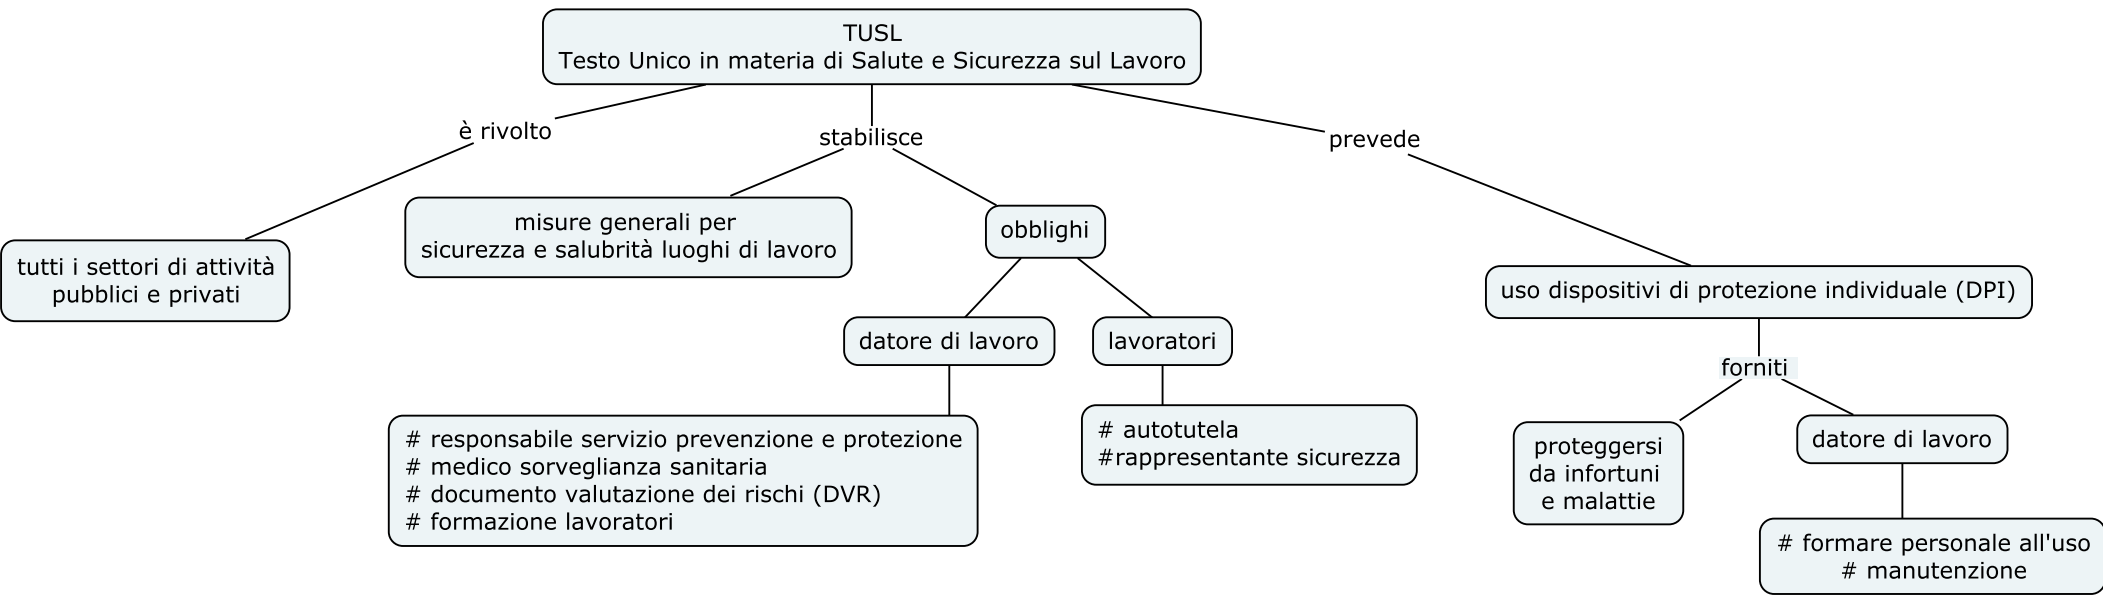 TUSL
Testo Unico in materia di Salute e Sicurezza sul Lavoro
è rivolto
stabilisce
prevede
tutti i settori di attività
pubblici e privati
misure generali per
sicurezza e salubrità luoghi di lavoro
obblighi
datore di lavoro
lavoratori
# responsabile servizio prevenzione e protezione
# medico sorveglianza sanitaria
# documento valutazione dei rischi (DVR)
# formazione lavoratori
# autotutela
#rappresentante sicurezza
uso dispositivi di protezione individuale (DPI)
forniti
proteggersi
da infortuni
e malattie
datore di lavoro
# formare personale all'uso
# manutenzione